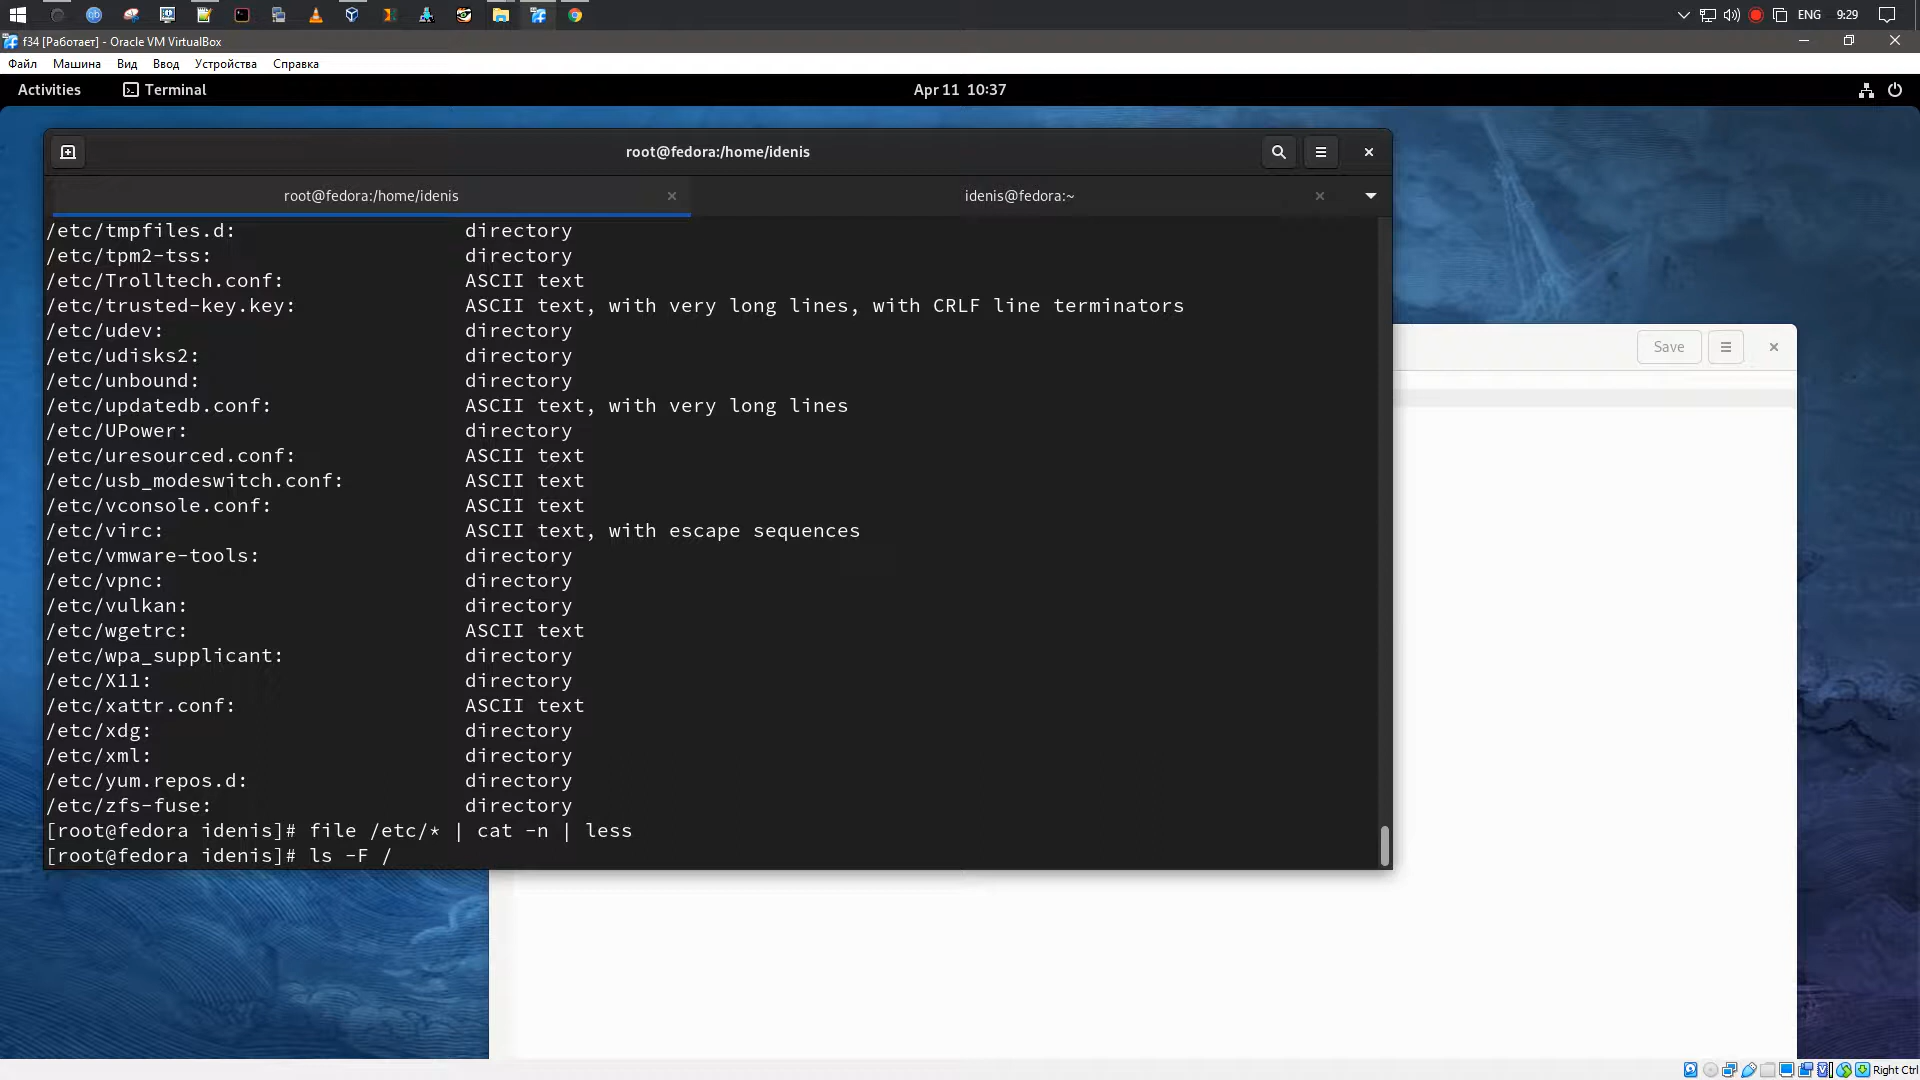 ENG 9:29
f34 [Работает] - Oracle VM VirtualBox
Файл Машина Вид Ввод Устройства Справка
Activities Terminal Apr 11 10:37
root@fedora:/home/idenis
root@fedora:/home/idenis idenis@fedora:~
/etc/tmpfiles.d: directory
/etc/tpm2-tss: directory
/etc/Trolltech.conf: ASCII text
/etc/trusted-key.key: ASCII text, with very long lines, with CRLF line terminators
/etc/udev: directory
/etc/udisks2: directory
/etc/unbound: directory
/etc/updatedb.conf: ASCII text, with very long lines
/etc/UPower: directory
/etc/uresourced.conf: ASCII text
/etc/usb_modeswitch.conf: ASCII text
/etc/vconsole.conf: ASCII text
/etc/virc: ASCII text, with escape sequences
/etc/vmware-tools: directory
/etc/vpnc: directory
/etc/vulkan: directory
/etc/wgetrc: ASCII text
/etc/wpa_supplicant: directory
/etc/X11: directory
/etc/xattr.conf: ASCII text
/etc/xdg: directory
/etc/xml: directory
/etc/yum.repos.d: directory
/etc/zfs-fuse: directory
[root@fedora idenis]# file /etc/* | cat -n | less
[root@fedora idenis]# ls -F /
Save
Right Ctrl